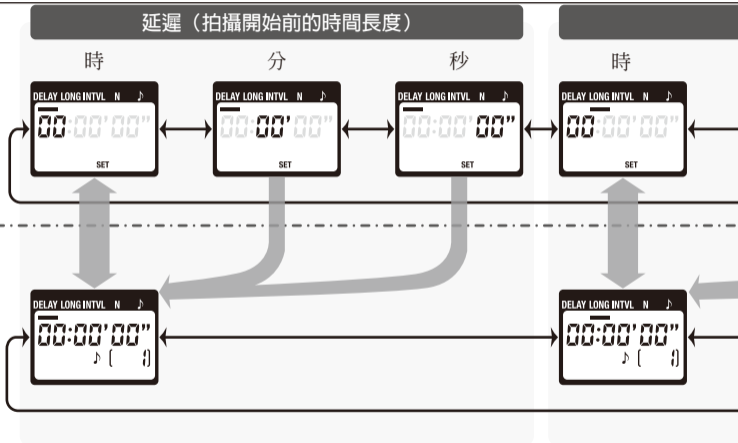 延遲（拍攝開始前的時間長度）
時 分 秒 時
DELAY LONG INTVL N ♪
00:00'00"
SET
DELAY LONG INTVL N ♪
00:00'00"
SET
DELAY LONG INTVL N ♪
00:00'00"
SET
DELAY LONG INTVL N ♪
00:00'00"
SET
DELAY LONG INTVL N ♪
00:00'00"
♪ [ 1]
DELAY LONG INTVL N ♪
00:00'00"
♪ [ 1]